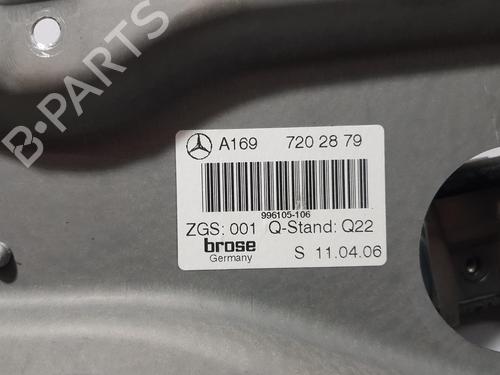 A169 720 28 79
996105-106
ZGS: 001 Q-Stand: Q22
brose
Germany
S 11.04.06
B-Parts